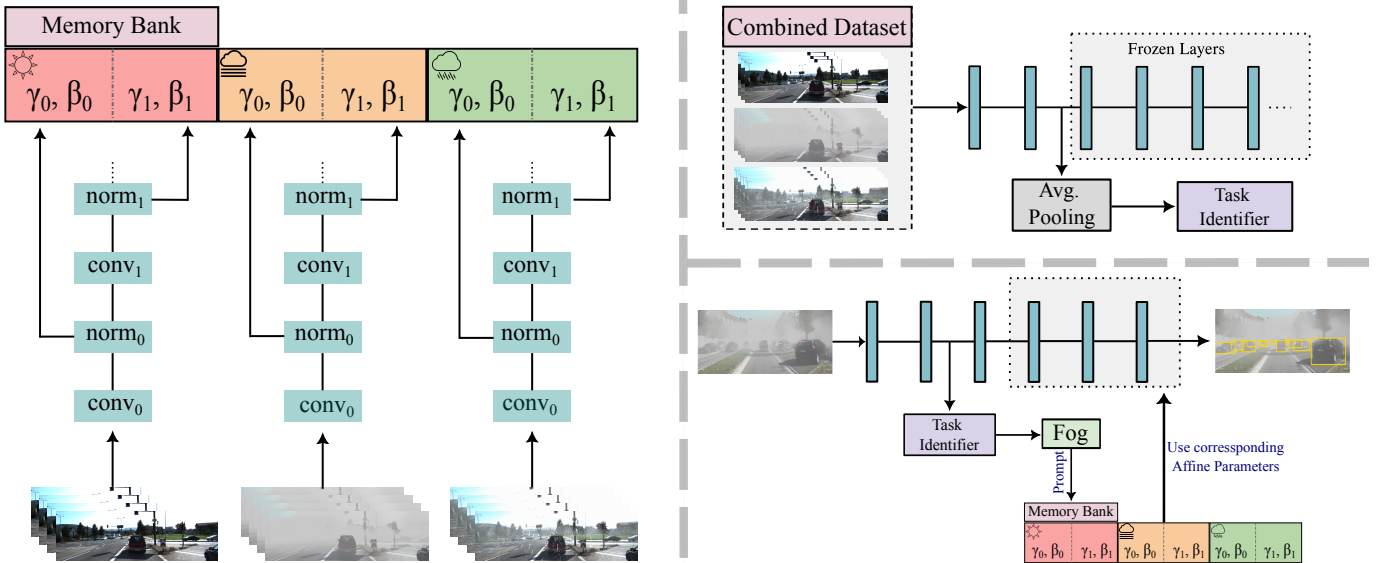 Memory Bank
γ₀, β₀ γ₁, β₁ γ₀, β₀ γ₁, β₁ γ₀, β₀ γ₁, β₁
norm₁ norm₁ norm₁
conv₁ conv₁ conv₁
norm₀ norm₀ norm₀
conv₀ conv₀ conv₀
Combined Dataset
Frozen Layers
Avg.
Pooling
Task
Identifier
Task
Identifier
Fog
Prompt
Use corressponding
Affine Parameters
Memory Bank
γ₀, β₀ γ₁, β₁ γ₀, β₀ γ₁, β₁ γ₀, β₀ γ₁, β₁